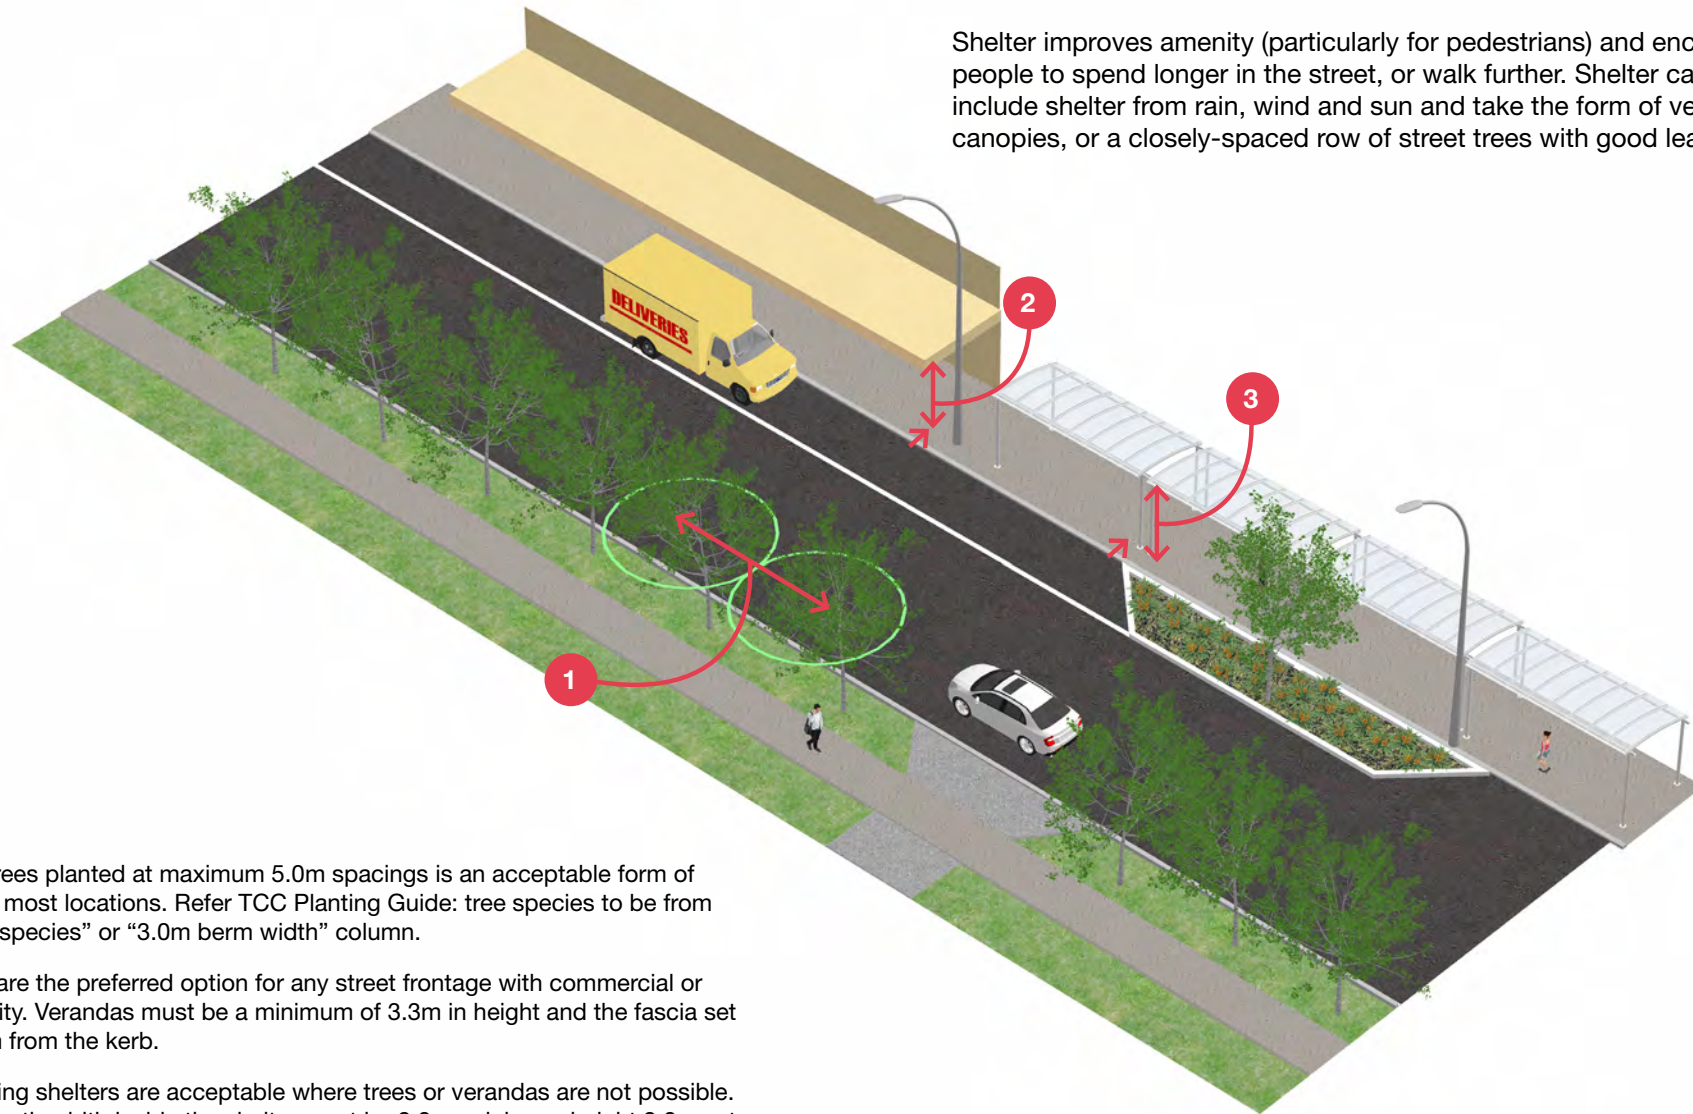 Shelter improves amenity (particularly for pedestrians) and enc
people to spend longer in the street, or walk further. Shelter ca
include shelter from rain, wind and sun and take the form of ve
canopies, or a closely-spaced row of street trees with good lea
DELIVERIES
2
3
1
rees planted at maximum 5.0m spacings is an acceptable form of
most locations. Refer TCC Planting Guide: tree species to be from
species” or “3.0m berm width” column.
are the preferred option for any street frontage with commercial or
ity. Verandas must be a minimum of 3.3m in height and the fascia set
from the kerb.
ing shelters are acceptable where trees or verandas are not possible.